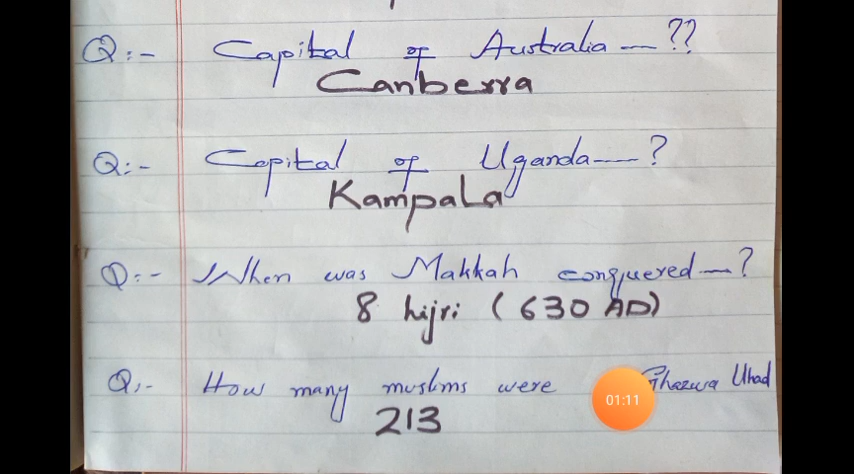 Q:- Capital of Australia — ??
Canberra
Q:- Capital of Uganda — ?
Kampala
Q:- When was Makkah conquered — ?
8 hijri (630 AD)
Q:- How many muslims were Ghazwa Uhad
01:11
213